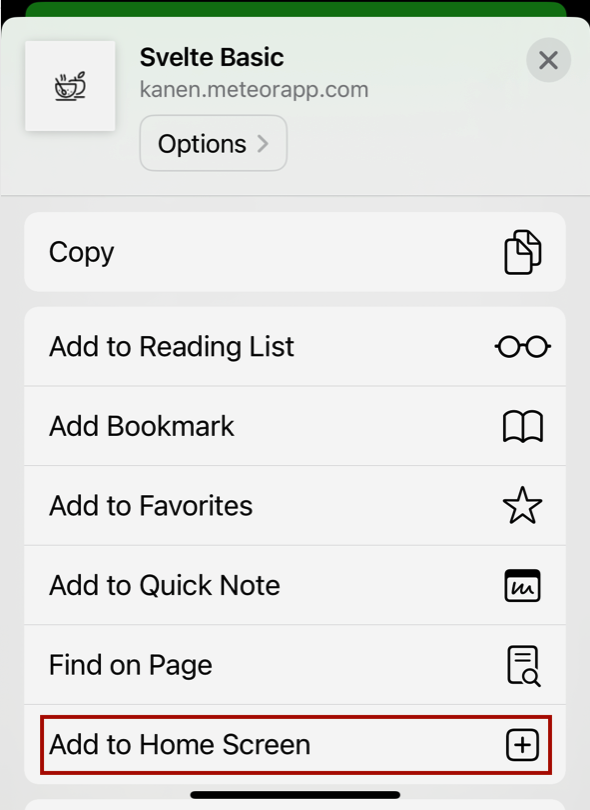 Svelte Basic
kanen.meteorapp.com
Options
Copy
Add to Reading List
Add Bookmark
Add to Favorites
Add to Quick Note
Find on Page
Add to Home Screen